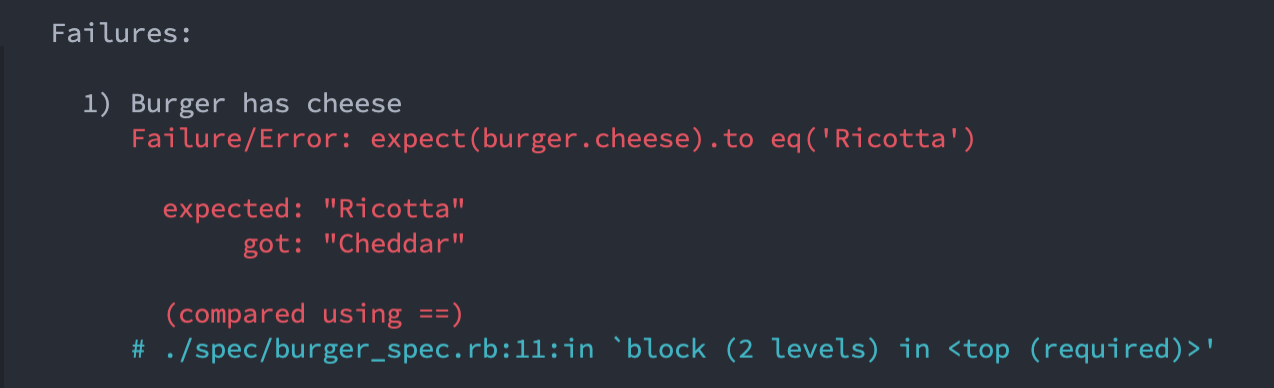 Failures:
1) Burger has cheese
Failure/Error: expect(burger.cheese).to eq('Ricotta')
expected: "Ricotta"
got: "Cheddar"
(compared using ==)
# ./spec/burger_spec.rb:11:in `block (2 levels) in <top (required)>'